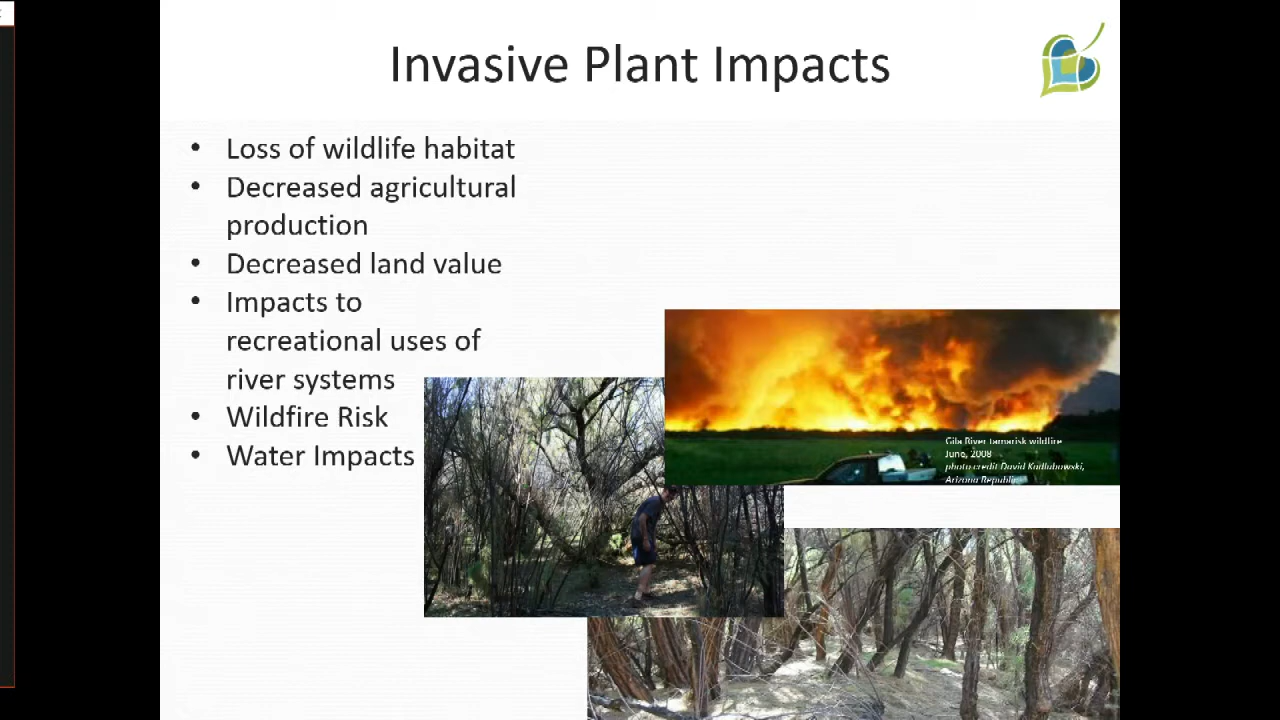 Invasive Plant Impacts
• Loss of wildlife habitat
• Decreased agricultural
production
• Decreased land value
• Impacts to
recreational uses of
river systems
• Wildfire Risk
• Water Impacts
Gila River tamarisk wildfire
June, 2008
photo credit David Kadlubowski,
Arizona Republic